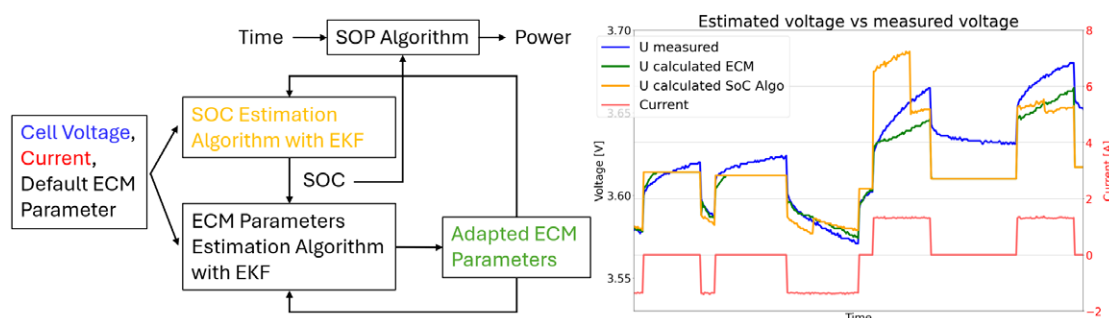 Time
SOP Algorithm
Power
SOC Estimation
Algorithm with EKF
Cell Voltage,
Current,
Default ECM
Parameter
SOC
ECM Parameters
Estimation Algorithm
with EKF
Adapted ECM
Parameters
Estimated voltage vs measured voltage
U measured
U calculated ECM
U calculated SoC Algo
Current
Voltage [V]
3.70
3.65
3.60
3.55
Time
Current [A]
8
6
4
2
0
−2